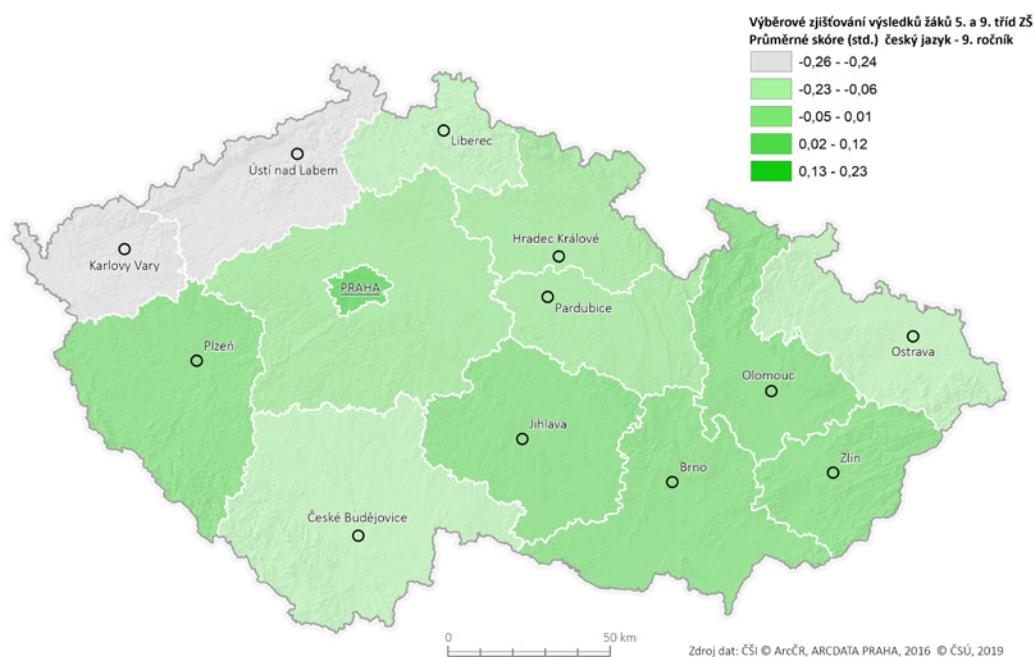 Výběrové zjišťování výsledků žáků 5. a 9. tříd ZŠ
Průměrné skóre (std.) český jazyk - 9. ročník
-0,26 - -0,24
-0,23 - -0,06
-0,05 - 0,01
0,02 - 0,12
0,13 - 0,23
Liberec
Ústí nad Labem
Karlovy Vary
Hradec Králové
PRAHA
Pardubice
Plzeň
Ostrava
Olomouc
Jihlava
Brno
Zlín
České Budějovice
0 50 km
Zdroj dat: ČŠI © ArcČR, ARCDATA PRAHA, 2016 © ČSÚ, 2019